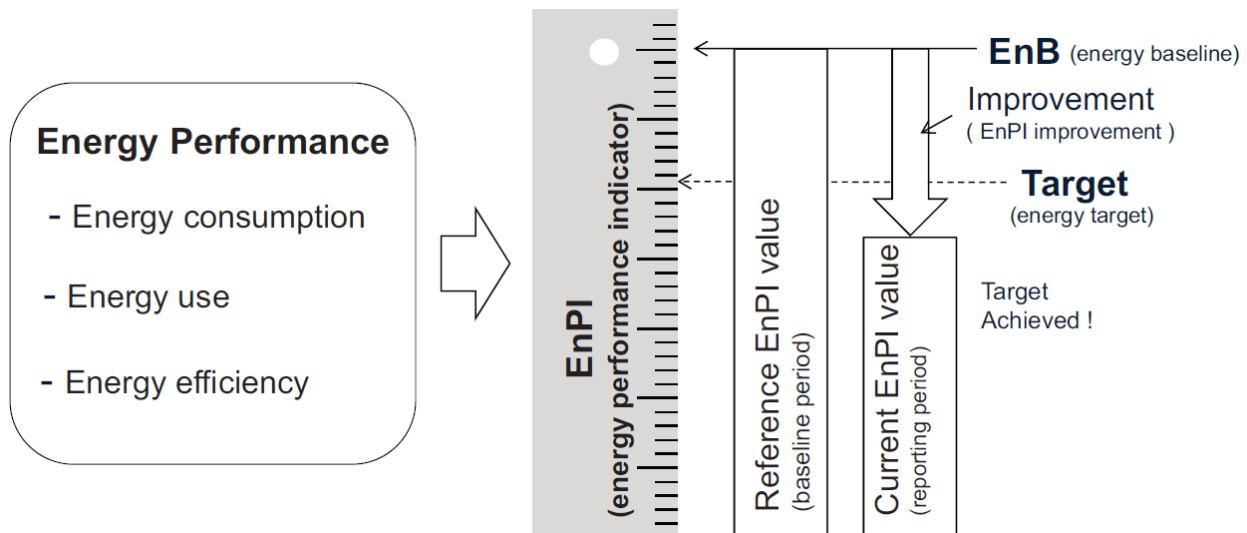 Energy Performance
- Energy consumption
- Energy use
- Energy efficiency
EnPI
(energy performance indicator)
Reference EnPI value
(baseline period)
Current EnPI value
(reporting period)
EnB (energy baseline)
Improvement
( EnPI improvement )
Target
(energy target)
Target
Achieved !